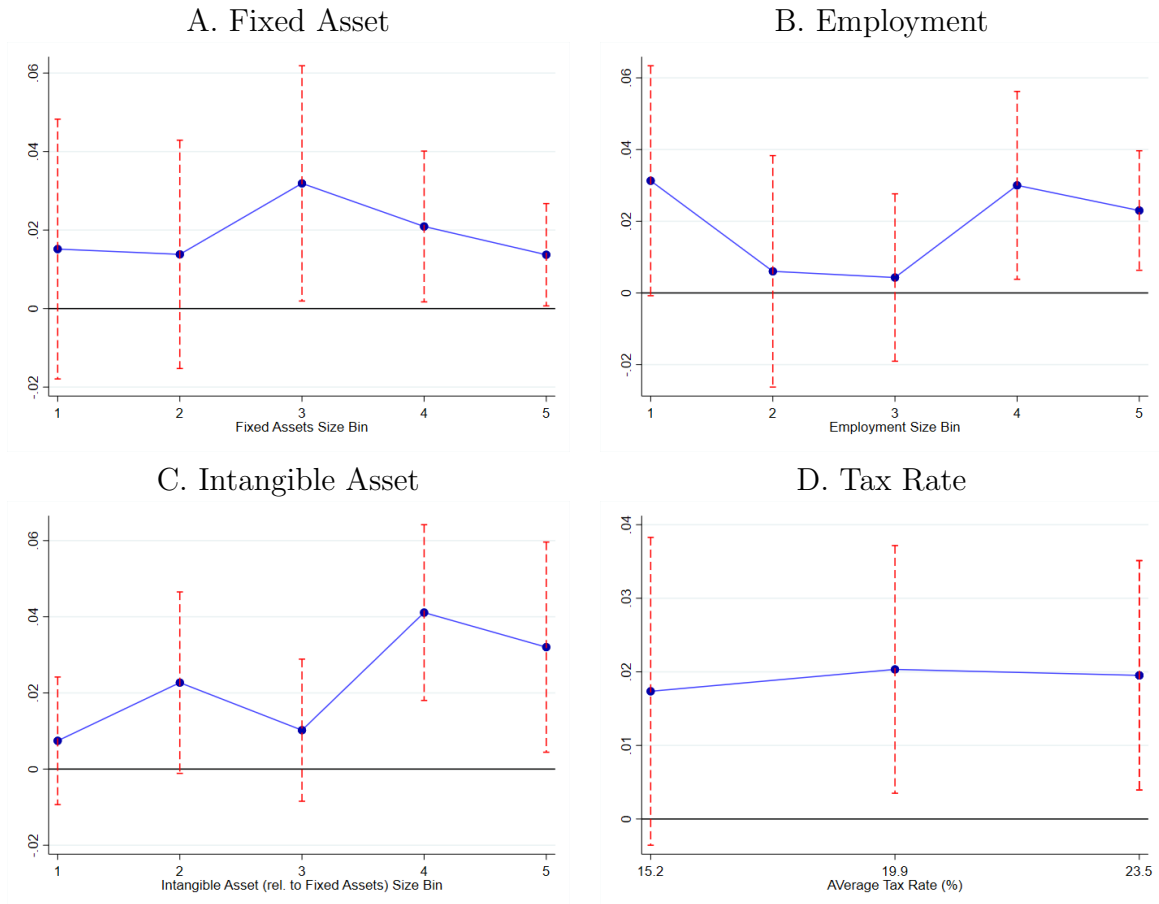 A. Fixed Asset
.06
.04
.02
0
-.02
1 2 3 4 5
Fixed Assets Size Bin
B. Employment
.06
.04
.02
0
-.02
1 2 3 4 5
Employment Size Bin
C. Intangible Asset
.06
.04
.02
0
-.02
1 2 3 4 5
Intangible Asset (rel. to Fixed Assets) Size Bin
D. Tax Rate
.04
.03
.02
.01
0
15.2 19.9 23.5
AVerage Tax Rate (%)